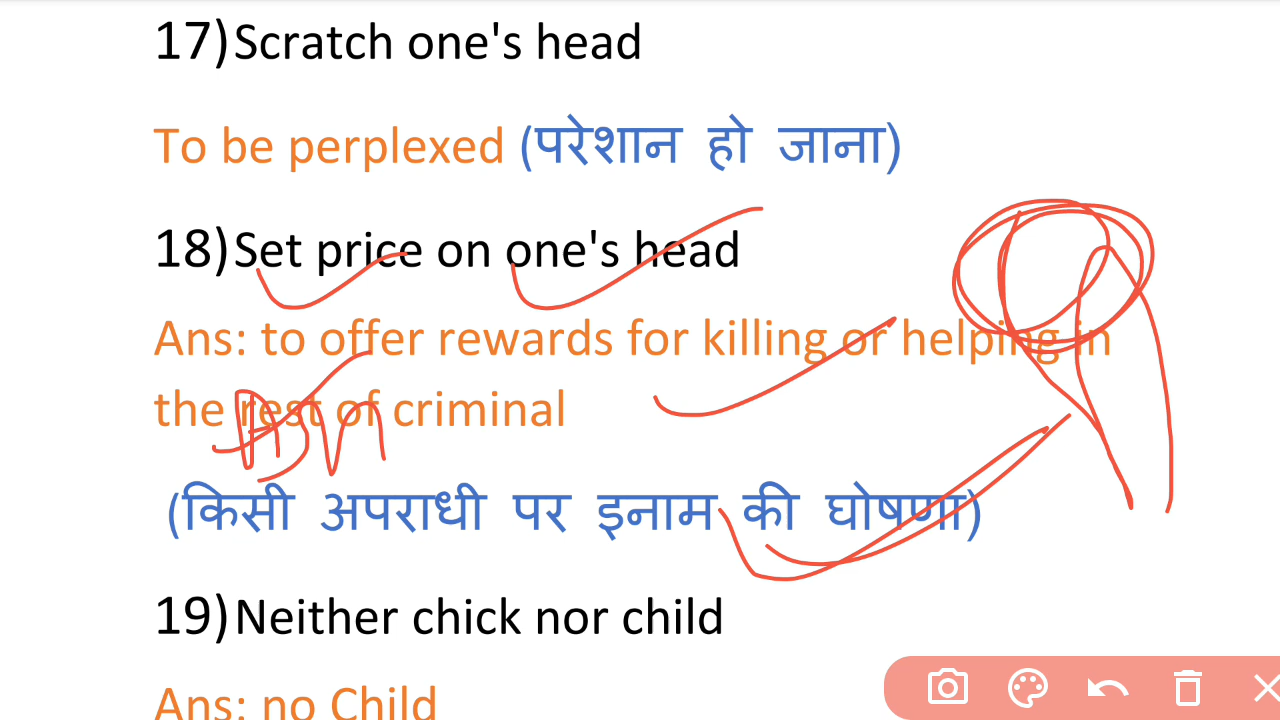 17)Scratch one's head
To be perplexed (परेशान हो जाना)
18)Set price on one's head
Ans: to offer rewards for killing or helping in
the rest of criminal
(किसी अपराधी पर इनाम की घोषणा)
19)Neither chick nor child
Ans: no Child